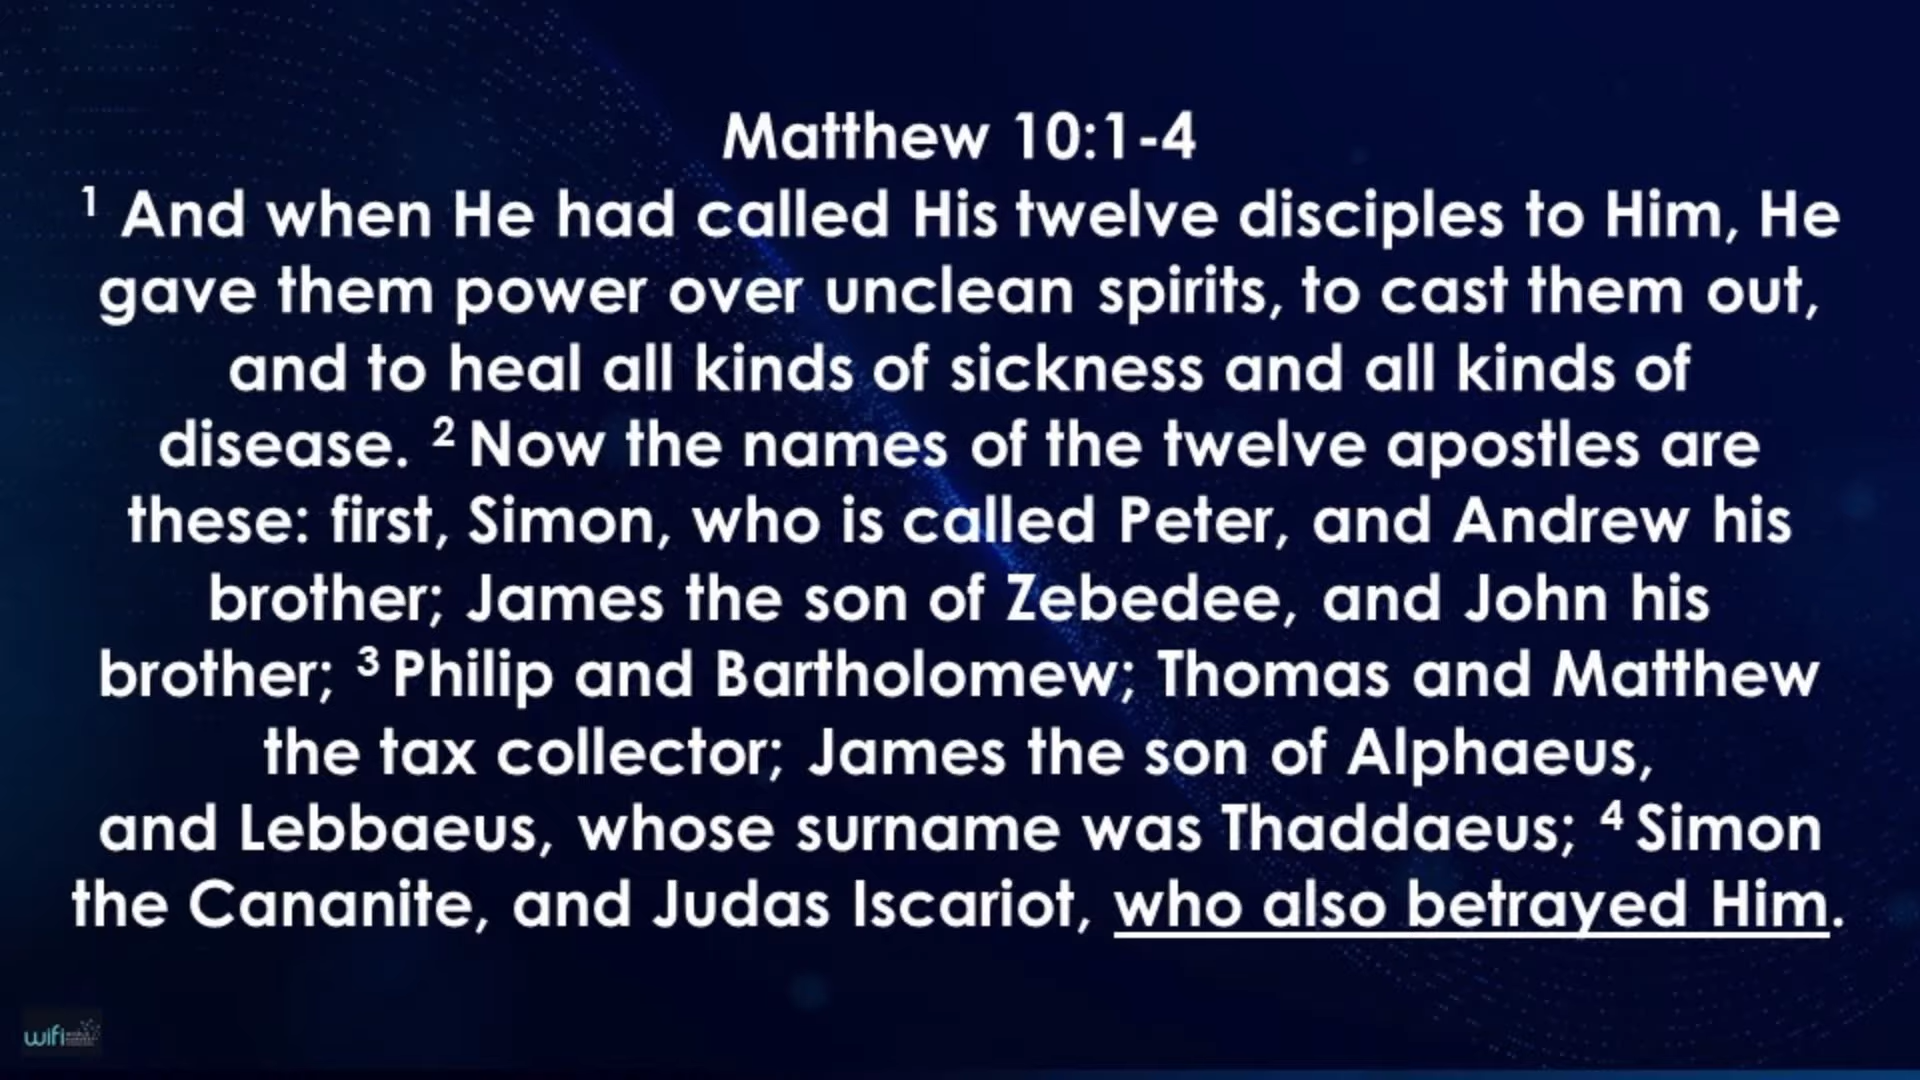 Matthew 10:1-4
1 And when He had called His twelve disciples to Him, He
gave them power over unclean spirits, to cast them out,
and to heal all kinds of sickness and all kinds of
disease. 2 Now the names of the twelve apostles are
these: first, Simon, who is called Peter, and Andrew his
brother; James the son of Zebedee, and John his
brother; 3 Philip and Bartholomew; Thomas and Matthew
the tax collector; James the son of Alphaeus,
and Lebbaeus, whose surname was Thaddaeus; 4 Simon
the Cananite, and Judas Iscariot, who also betrayed Him.
wifi